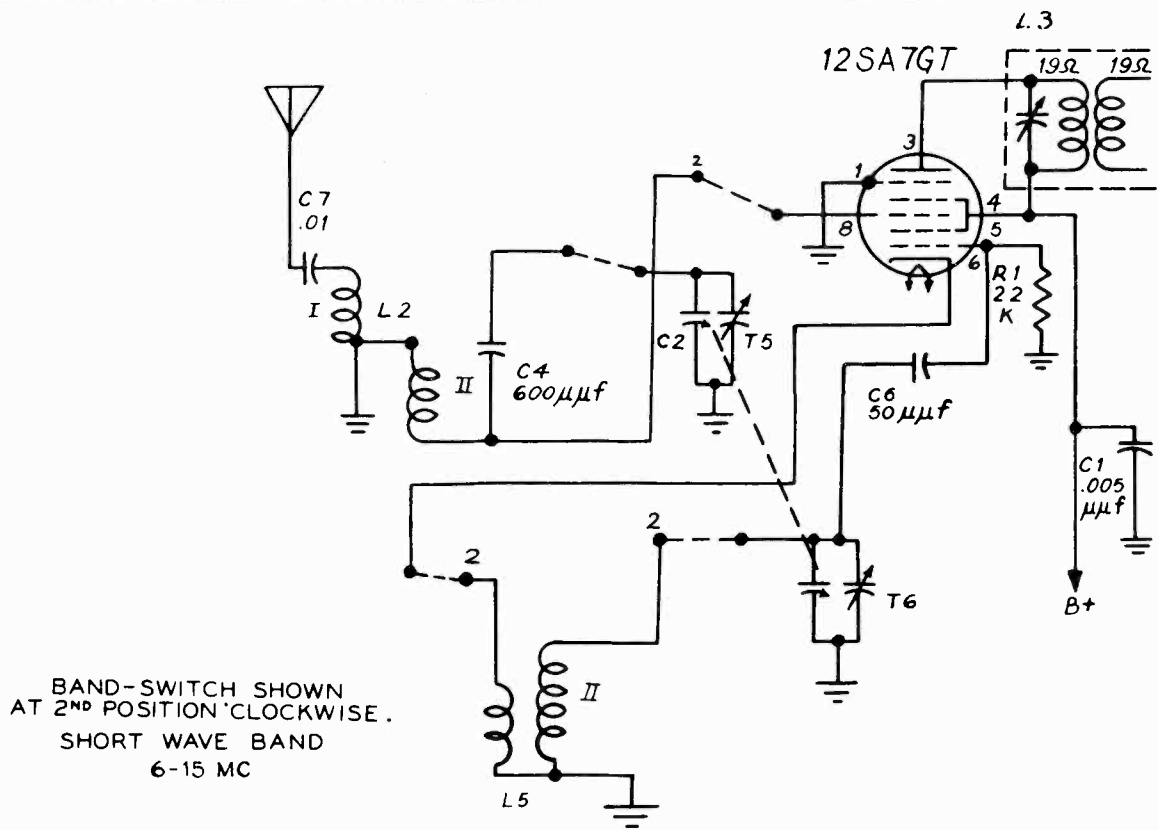 L.3
12SA7GT
19Ω 19Ω
3
2
1
8
4
5
6
C7
.01
I
L2
II
C4
600μμf
C2
T5
R1
22
K
C6
50μμf
C1
.005
μμf
B+
2
2
T6
II
L5
BAND-SWITCH SHOWN
AT 2ND POSITION CLOCKWISE.
SHORT WAVE BAND
6-15 MC